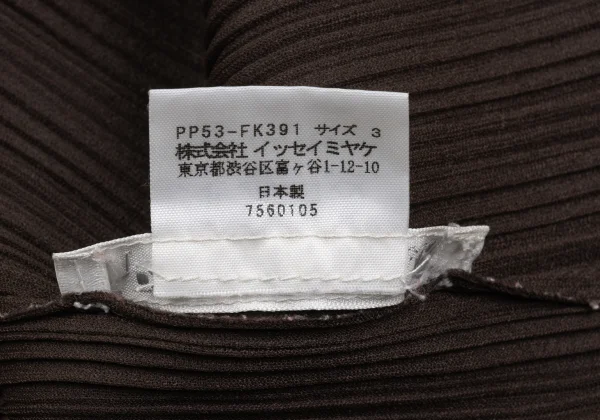 PP53-FK391 サイズ 3
株式会社 イッセイミヤケ
東京都渋谷区富ヶ谷1-12-10
日本製
7560105